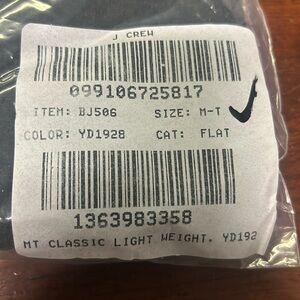 J CREW
099106725817
ITEM: BJ506 SIZE: M-T
COLOR: YD1928 CAT: FLAT
1363983358
MT CLASSIC LIGHT WEIGHT. YD192